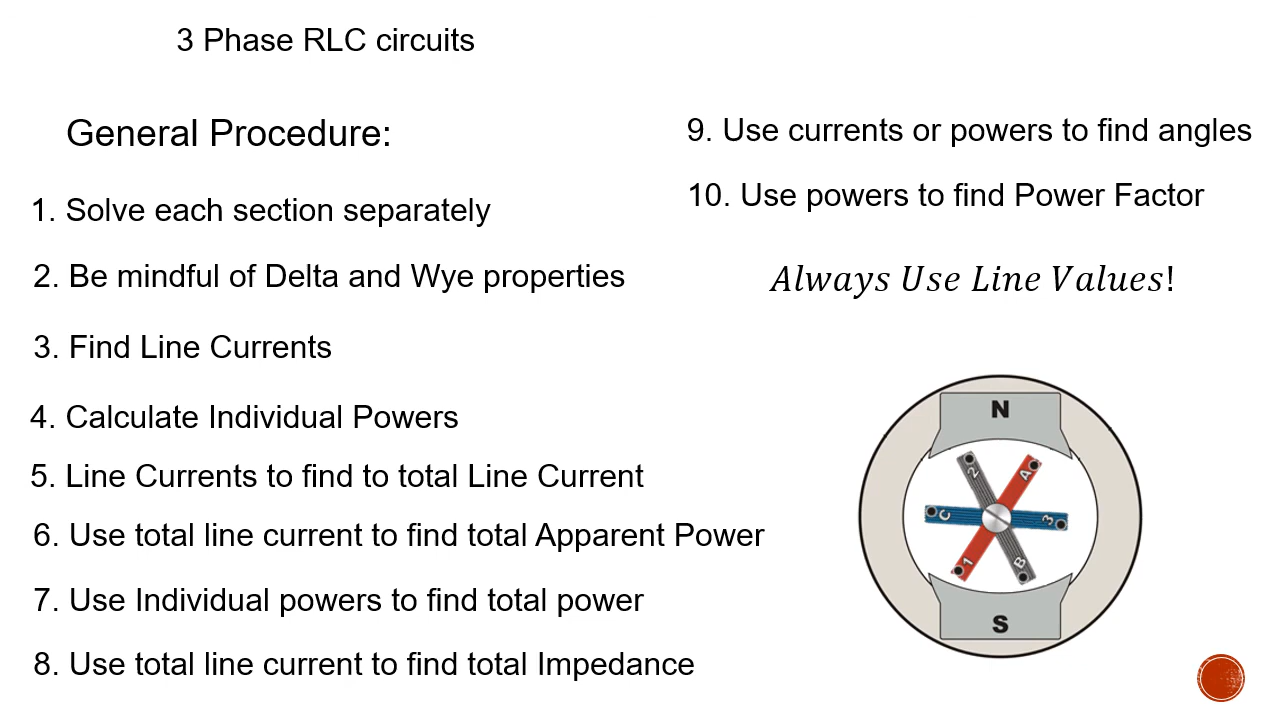 3 Phase RLC circuits
General Procedure:
1. Solve each section separately
2. Be mindful of Delta and Wye properties
3. Find Line Currents
4. Calculate Individual Powers
5. Line Currents to find to total Line Current
6. Use total line current to find total Apparent Power
7. Use Individual powers to find total power
8. Use total line current to find total Impedance
9. Use currents or powers to find angles
10. Use powers to find Power Factor
Always Use Line Values!
N
2
A
C
3
1
B
S